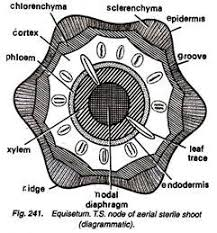 chlorenchyma
sclerenchyma
epidermis
cortex
groove
phloem
xylem
leaf
trace
endodermis
ridge
nodal
diaphragm
Fig. 241. Equisetum. T.S. node of aerial sterile shoot
(diagrammatic).